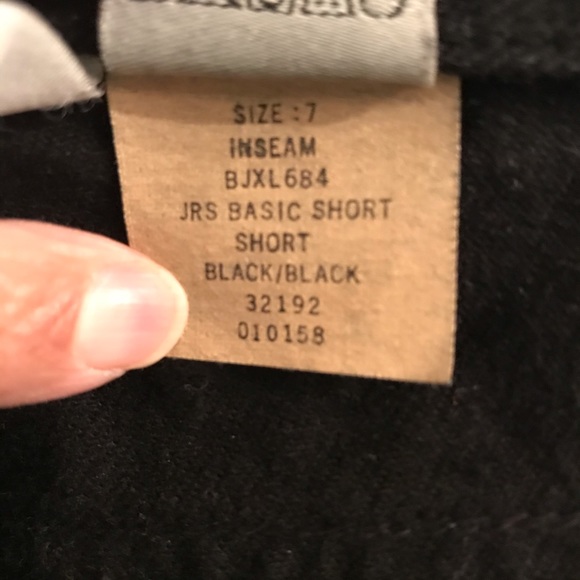 SIZE :7
INSEAM
BJXL684
JRS BASIC SHORT
SHORT
BLACK/BLACK
32192
010158